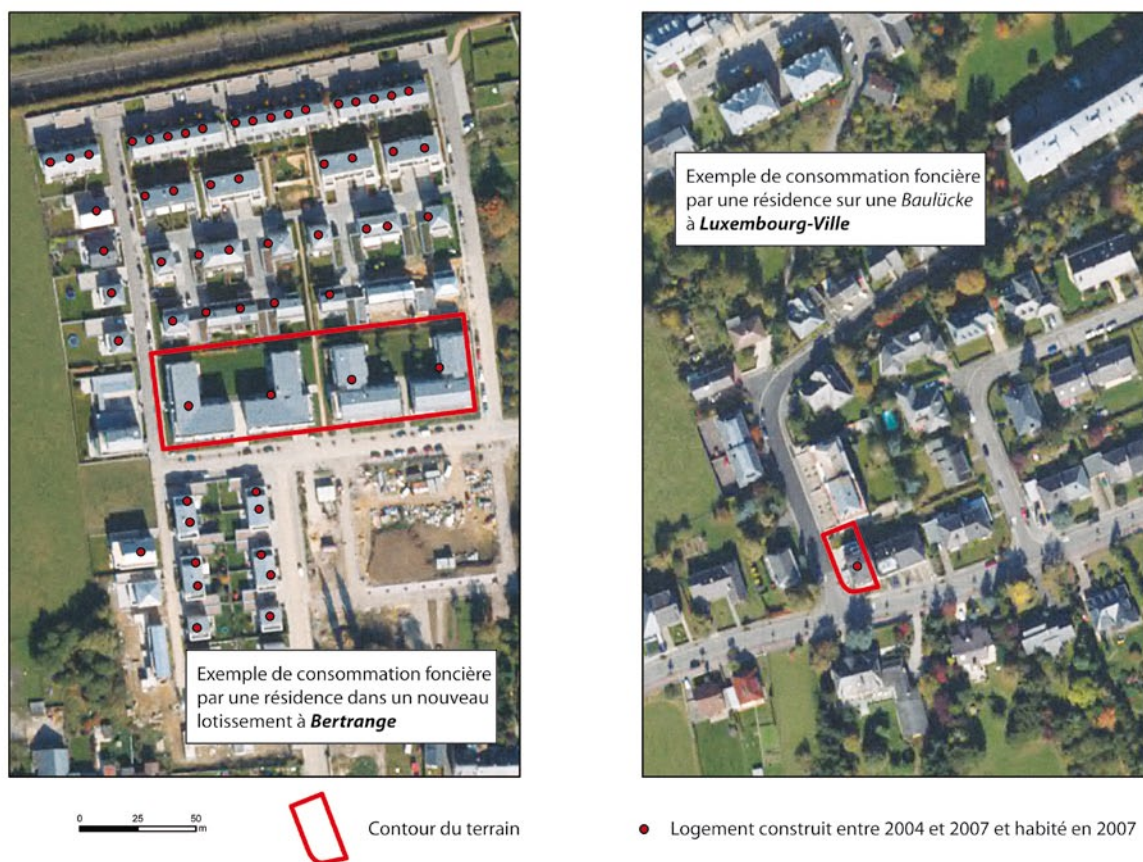 Exemple de consommation foncière
par une résidence dans un nouveau
lotissement à Bertrange
Exemple de consommation foncière
par une résidence sur une Baulücke
à Luxembourg-Ville
0 25 50
m
Contour du terrain
Logement construit entre 2004 et 2007 et habité en 2007